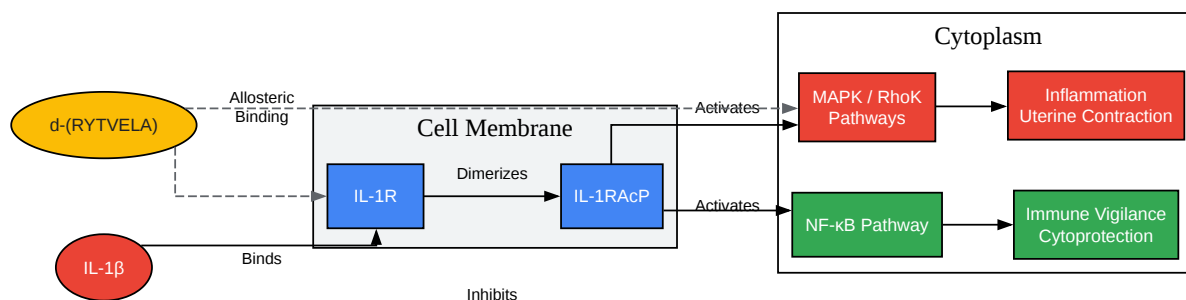 Cytoplasm
MAPK / RhoK
Pathways
Inflammation
Uterine Contraction
Allosteric
Binding
Activates
d-(RYTVELA)
Cell Membrane
IL-1R
Dimerizes
IL-1RAcP
Activates
NF-κB Pathway
Immune Vigilance
Cytoprotection
IL-1β
Binds
Inhibits